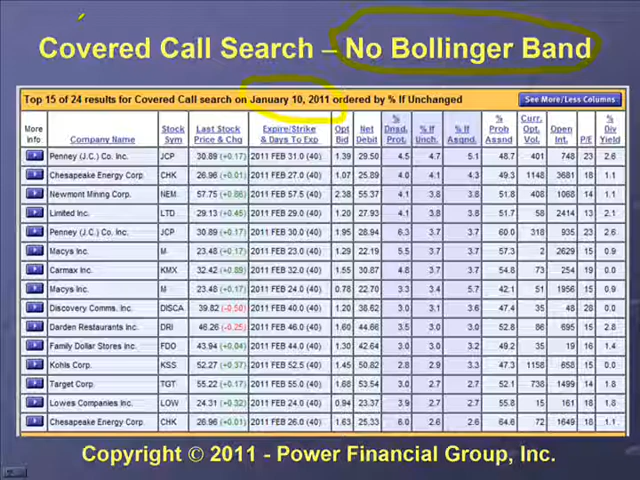 Covered Call Search – No Bollinger Band
Top 15 of 24 results for Covered Call search on January 10, 2011 ordered by % If Unchanged See More/Less Columns
More Info Company Name Stock Sym Last Stock Price & Chg Expire/Strike & Days To Exp Opt Bid Net Debit % Dnsd. Prot. % If Unch. % If Assgnd. % Prob Assnd Curr. Opt. Vol. Open Int. P/E % Div Yield
Penney (J.C.) Co. Inc. JCP 30.89 (+0.17) 2011 FEB 31.0 (40) 1.39 29.50 4.5 4.7 5.1 48.7 401 748 23 2.6
Chesapeake Energy Corp. CHK 26.96 (+0.01) 2011 FEB 27.0 (40) 1.07 25.89 4.0 4.1 4.3 49.3 1148 3681 18 1.1
Newmont Mining Corp. NEM 57.75 (+0.86) 2011 FEB 57.5 (40) 2.38 55.37 4.1 3.8 3.8 51.8 408 1068 14 1.1
Limited Inc. LTD 29.13 (+0.45) 2011 FEB 29.0 (40) 1.20 27.93 4.1 3.8 3.8 51.7 58 2414 13 2.1
Penney (J.C.) Co. Inc. JCP 30.89 (+0.17) 2011 FEB 30.0 (40) 1.95 28.94 6.3 3.7 3.7 60.0 318 935 23 2.6
Macys Inc. M 23.48 (+0.17) 2011 FEB 23.0 (40) 1.29 22.19 5.5 3.7 3.7 57.3 2 2629 15 0.9
Carmax Inc. KMX 32.42 (+0.89) 2011 FEB 32.0 (40) 1.55 30.87 4.8 3.7 3.7 54.8 73 254 19 0.0
Macys Inc. M 23.48 (+0.17) 2011 FEB 24.0 (40) 0.78 22.70 3.3 3.4 5.7 42.1 51 1956 15 0.9
Discovery Comms. Inc. DISCA 39.82 (-0.50) 2011 FEB 40.0 (40) 1.20 38.62 3.0 3.1 3.6 47.4 35 48 28 0.0
Darden Restaurants Inc. DRI 46.26 (-0.25) 2011 FEB 46.0 (40) 1.60 44.66 3.5 3.0 3.0 52.8 86 695 15 2.8
Family Dollar Stores Inc. FDO 43.94 (+0.04) 2011 FEB 44.0 (40) 1.30 42.64 3.0 3.0 3.2 49.2 35 19 16 1.4
Kohls Corp. KSS 52.27 (+0.37) 2011 FEB 52.5 (40) 1.45 50.82 2.8 2.9 3.3 47.3 1158 658 15 0.0
Target Corp. TGT 55.22 (+0.17) 2011 FEB 55.0 (40) 1.68 53.54 3.0 2.7 2.7 52.1 738 1499 14 1.8
Lowes Companies Inc. LOW 24.31 (+0.32) 2011 FEB 24.0 (40) 0.94 23.37 3.9 2.7 2.7 55.8 15 861 17 1.8
Chesapeake Energy Corp. CHK 26.96 (+0.01) 2011 FEB 26.0 (40) 1.63 25.33 6.0 2.6 2.6 64.6 72 1649 18 1.1
Copyright © 2011 - Power Financial Group, Inc.